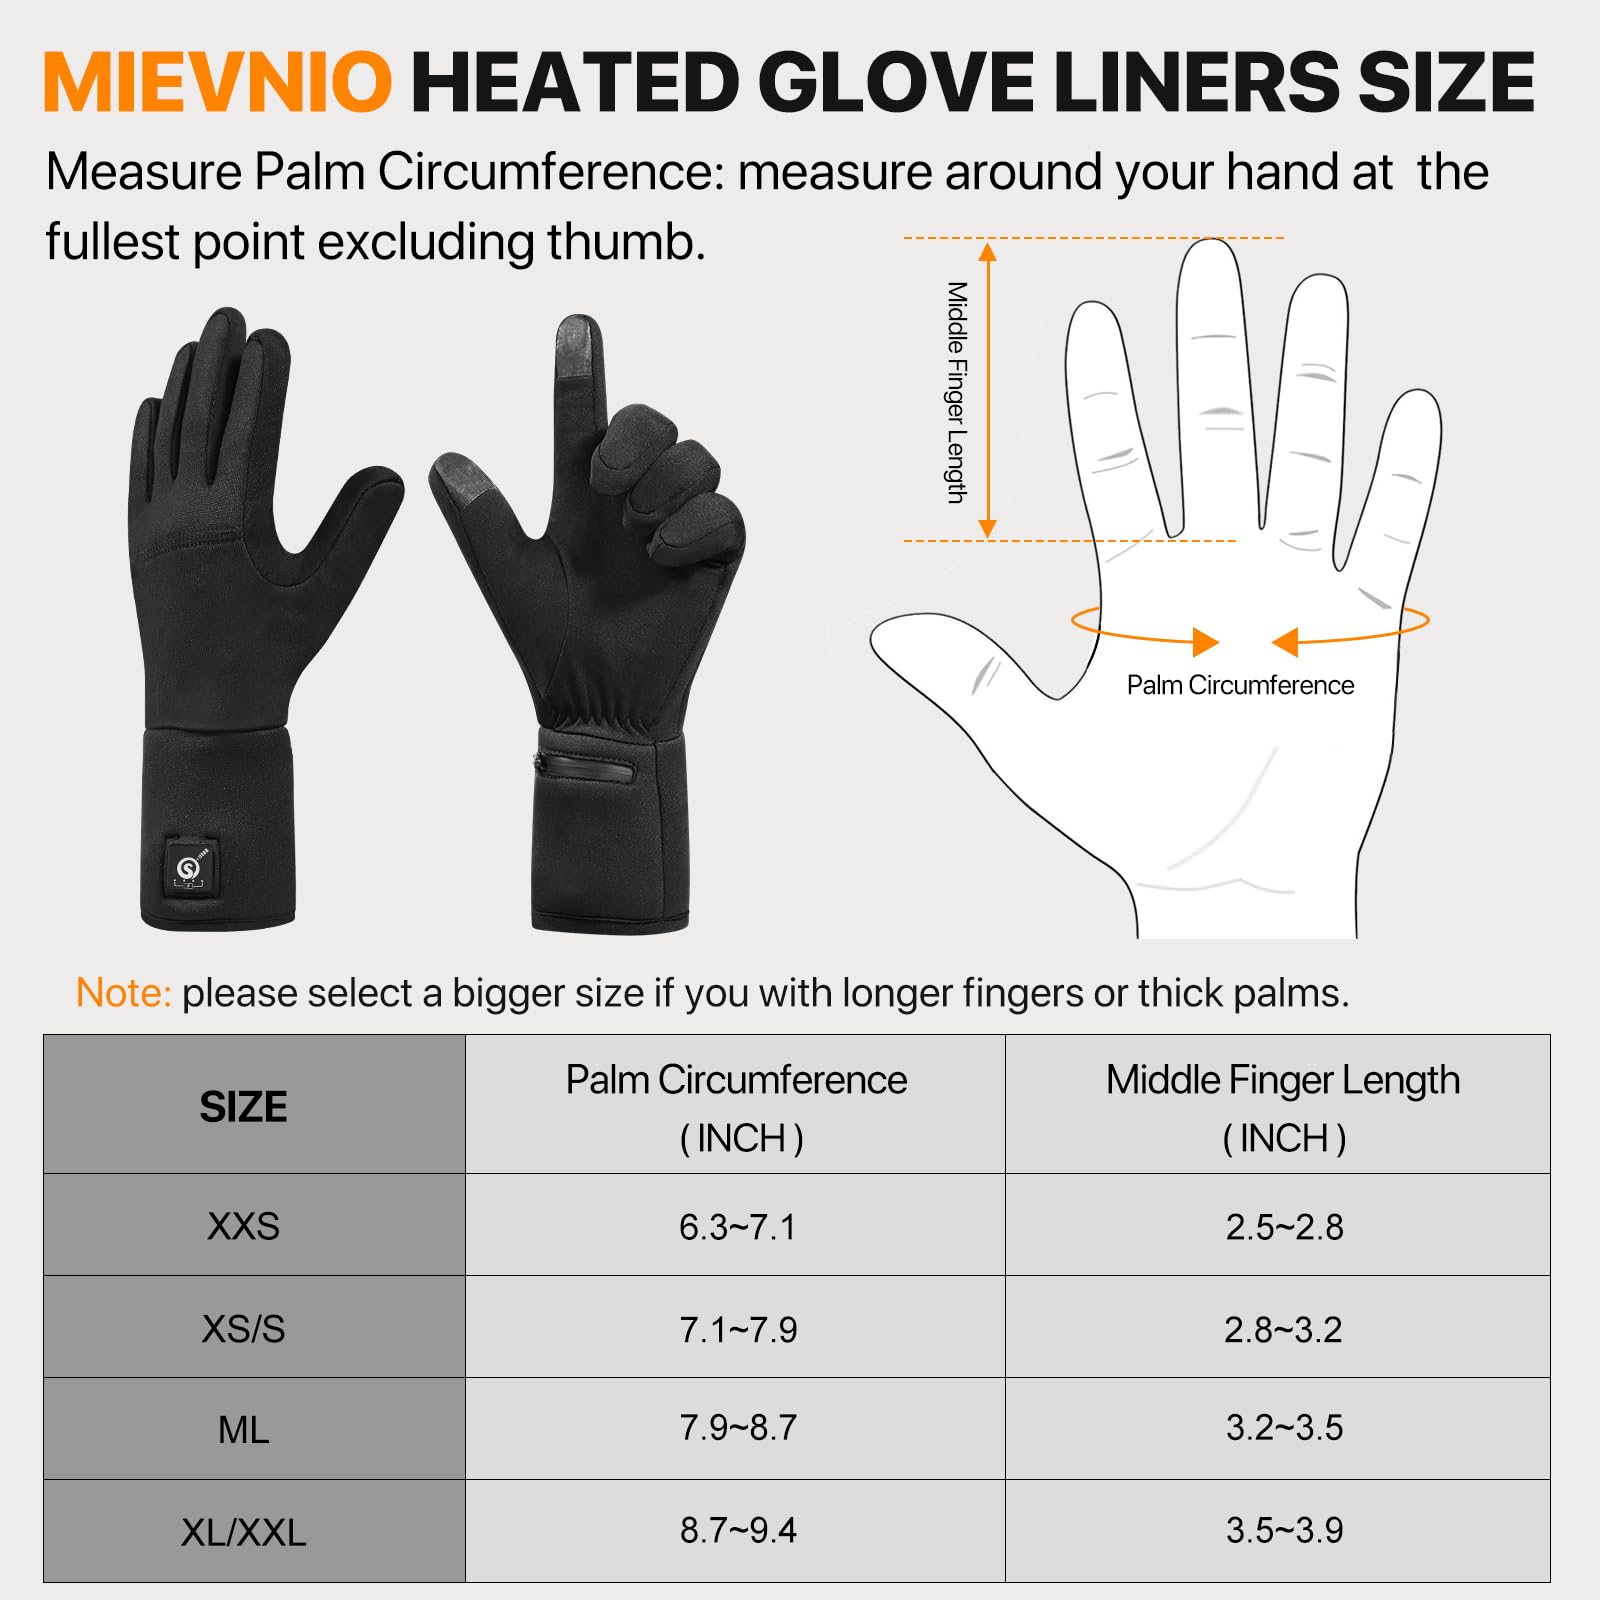 MIEVNIO HEATED GLOVE LINERS SIZE
Measure Palm Circumference: measure around your hand at the
fullest point excluding thumb.
Middle Finger Length
Palm Circumference
S
Note: please select a bigger size if you with longer fingers or thick palms.
SIZE
Palm Circumference
( INCH )
Middle Finger Length
( INCH )
XXS 6.3~7.1 2.5~2.8
XS/S 7.1~7.9 2.8~3.2
ML 7.9~8.7 3.2~3.5
XL/XXL 8.7~9.4 3.5~3.9